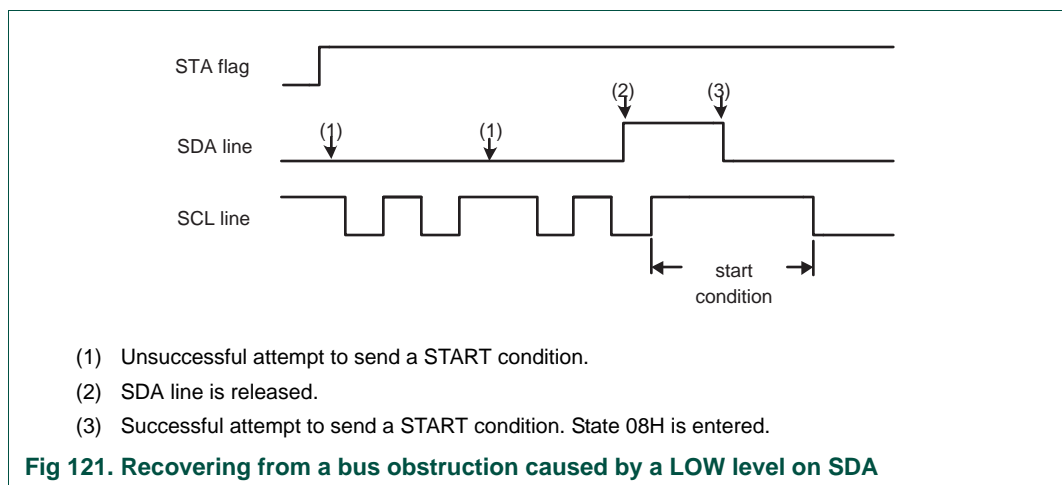 STA flag
(2) (3)
(1) (1)
SDA line
SCL line
start
condition
(1) Unsuccessful attempt to send a START condition.
(2) SDA line is released.
(3) Successful attempt to send a START condition. State 08H is entered.
Fig 121. Recovering from a bus obstruction caused by a LOW level on SDA